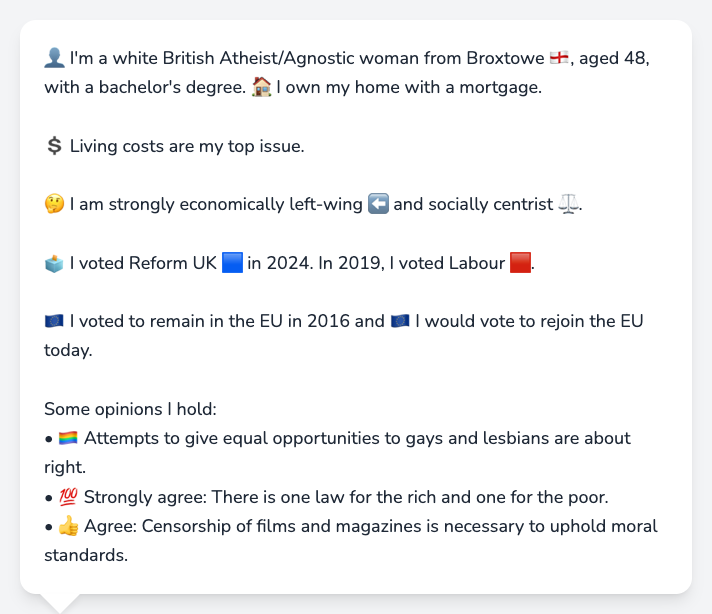 👤 I'm a white British Atheist/Agnostic woman from Broxtowe 🏴󠁧󠁢󠁥󠁮󠁧󠁿, aged 48,
with a bachelor's degree. 🏠 I own my home with a mortgage.
💲 Living costs are my top issue.
🤔 I am strongly economically left-wing ⬅️ and socially centrist ⚖️.
🗳️ I voted Reform UK 🟦 in 2024. In 2019, I voted Labour 🟥.
🇪🇺 I voted to remain in the EU in 2016 and 🇪🇺 I would vote to rejoin the EU
today.
Some opinions I hold:
• 🏳️‍🌈 Attempts to give equal opportunities to gays and lesbians are about
right.
• 💯 Strongly agree: There is one law for the rich and one for the poor.
• 👍 Agree: Censorship of films and magazines is necessary to uphold moral
standards.